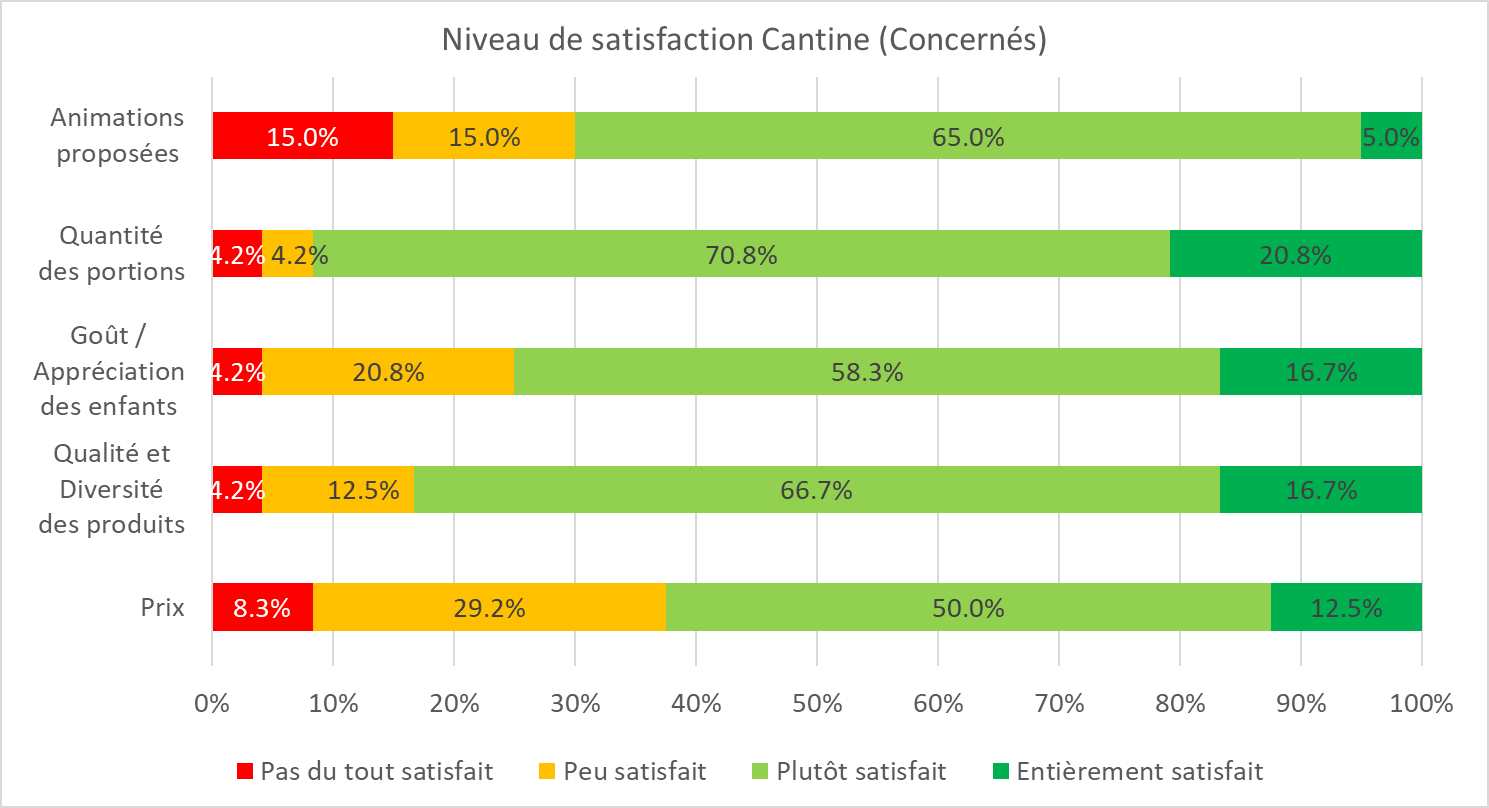 Niveau de satisfaction Cantine (Concernés)
Animations
proposées
15.0% 15.0% 65.0% 5.0%
Quantité
des portions
4.2% 4.2% 70.8% 20.8%
Goût /
Appréciation
des enfants
4.2% 20.8% 58.3% 16.7%
Qualité et
Diversité
des produits
4.2% 12.5% 66.7% 16.7%
Prix
8.3% 29.2% 50.0% 12.5%
0% 10% 20% 30% 40% 50% 60% 70% 80% 90% 100%
Pas du tout satisfait Peu satisfait Plutôt satisfait Entièrement satisfait